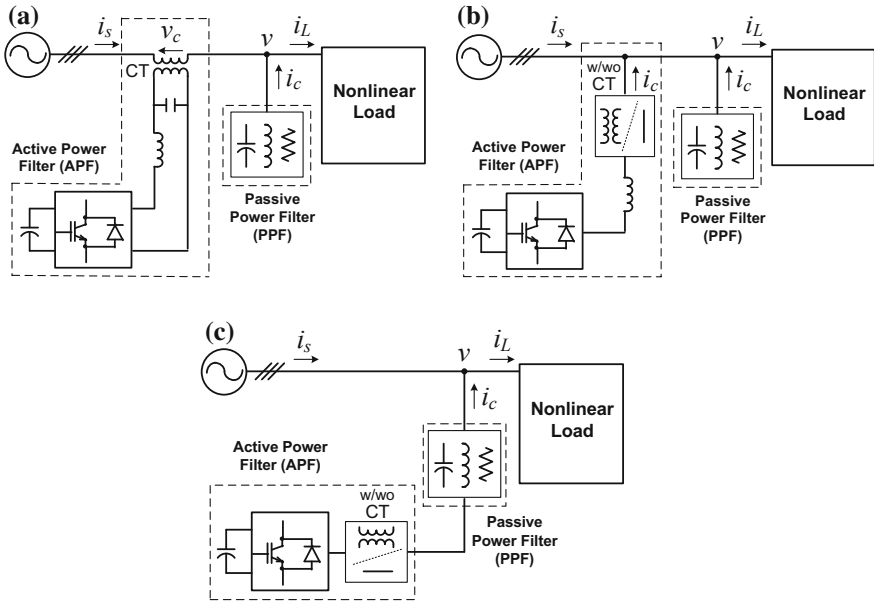 (a)
i_s
v_c
v
i_L
CT
i_c
Nonlinear
Load
Active Power
Filter (APF)
Passive
Power Filter
(PPF)
(b)
i_s
v
i_L
w/wo
CT
i_c
i_c
Nonlinear
Load
Active Power
Filter (APF)
Passive
Power Filter
(PPF)
(c)
i_s
v
i_L
i_c
Nonlinear
Load
Active Power
Filter (APF)
w/wo
CT
Passive
Power Filter
(PPF)